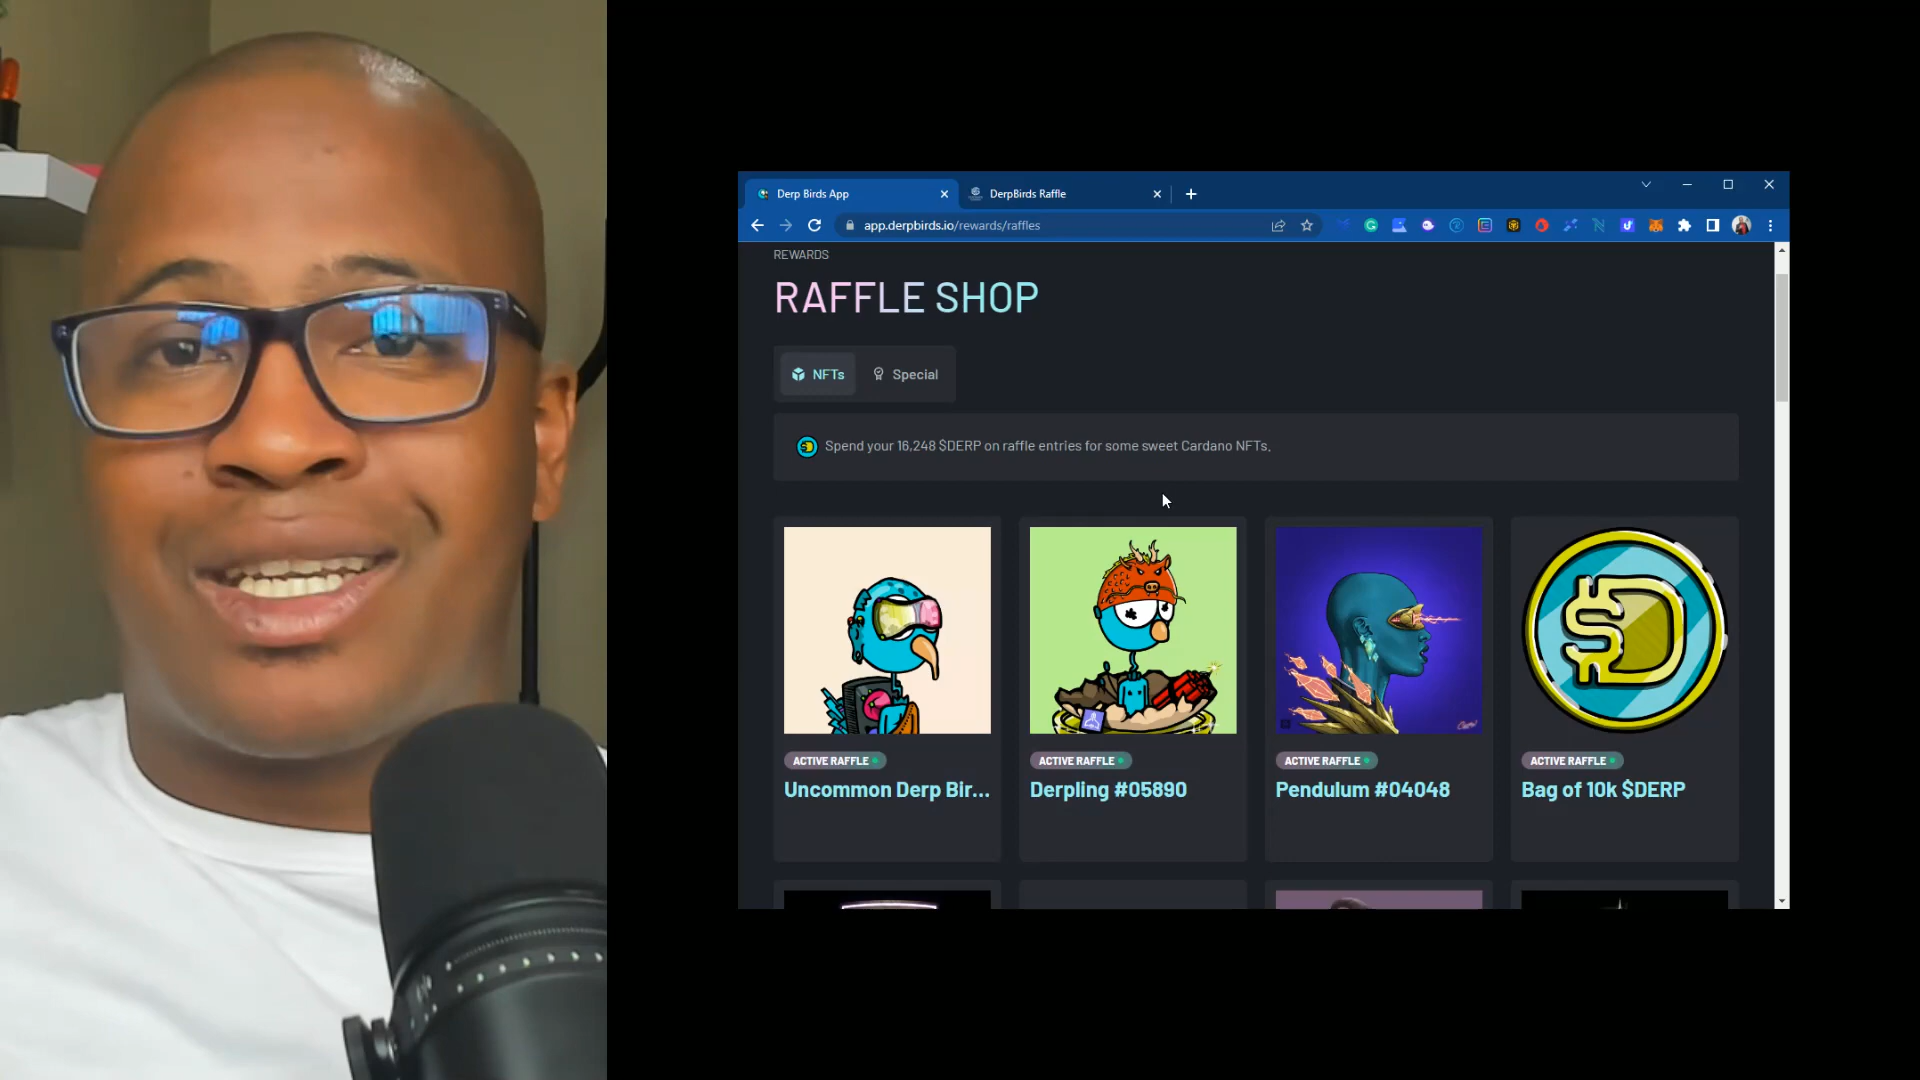 Derp Birds App
DerpBirds Raffle
app.derpbirds.io/rewards/raffles
REWARDS
RAFFLE SHOP
NFTs
Special
Spend your 16,248 $DERP on raffle entries for some sweet Cardano NFTs.
ACTIVE RAFFLE
Uncommon Derp Bir...
ACTIVE RAFFLE
Derpling #05890
ACTIVE RAFFLE
Pendulum #04048
$D
ACTIVE RAFFLE
Bag of 10k $DERP